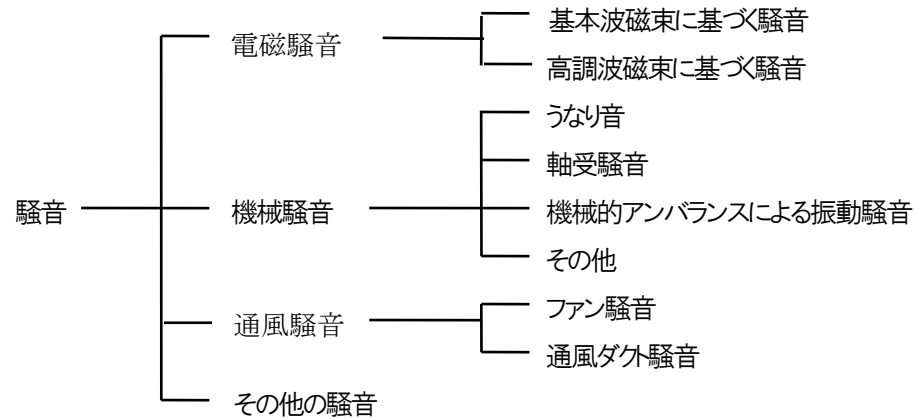 騒音
電磁騒音
基本波磁束に基づく騒音
高調波磁束に基づく騒音
機械騒音
うなり音
軸受騒音
機械的アンバランスによる振動騒音
その他
通風騒音
ファン騒音
通風ダクト騒音
その他の騒音